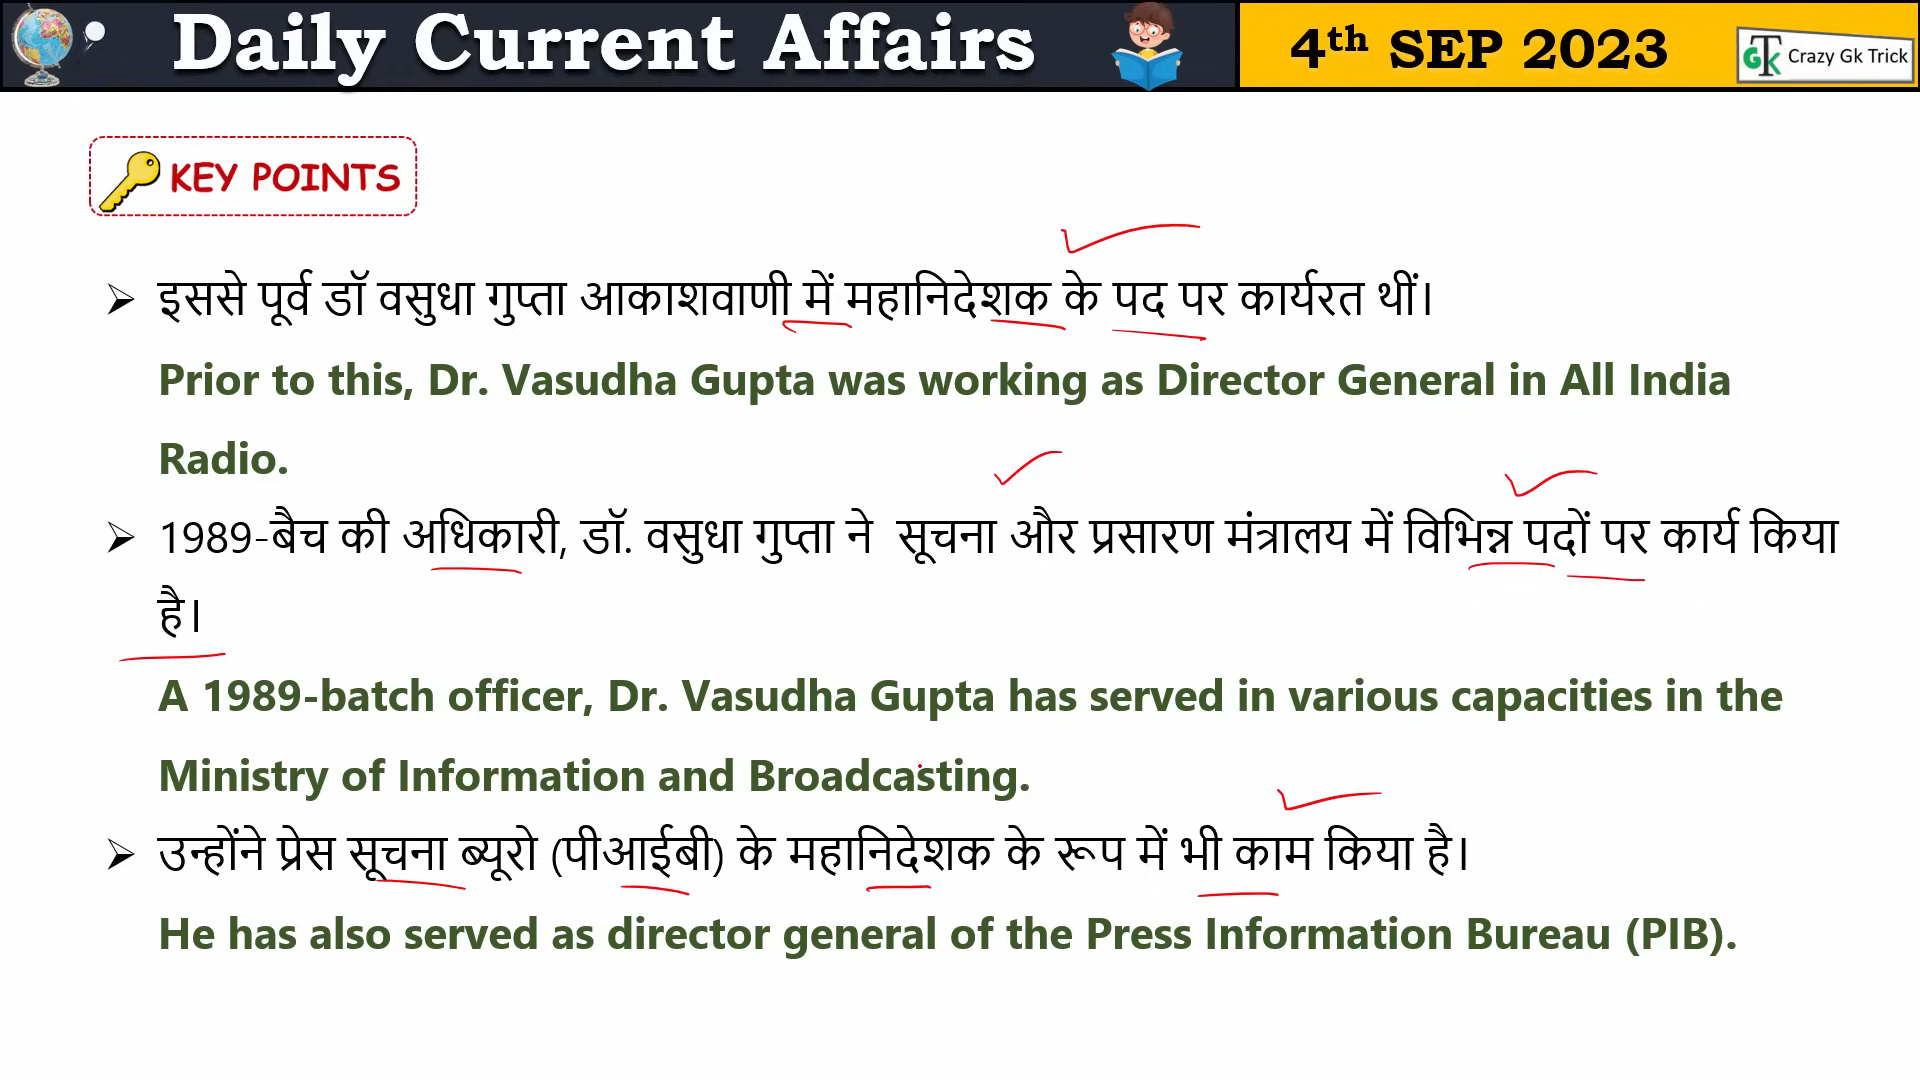 Daily Current Affairs
4th SEP 2023
GK Crazy Gk Trick
KEY POINTS
➢ इससे पूर्व डॉ वसुधा गुप्ता आकाशवाणी में महानिदेशक के पद पर कार्यरत थीं।
Prior to this, Dr. Vasudha Gupta was working as Director General in All India
Radio.
➢ 1989-बैच की अधिकारी, डॉ. वसुधा गुप्ता ने सूचना और प्रसारण मंत्रालय में विभिन्न पदों पर कार्य किया
है।
A 1989-batch officer, Dr. Vasudha Gupta has served in various capacities in the
Ministry of Information and Broadcasting.
➢ उन्होंने प्रेस सूचना ब्यूरो (पीआईबी) के महानिदेशक के रूप में भी काम किया है।
He has also served as director general of the Press Information Bureau (PIB).